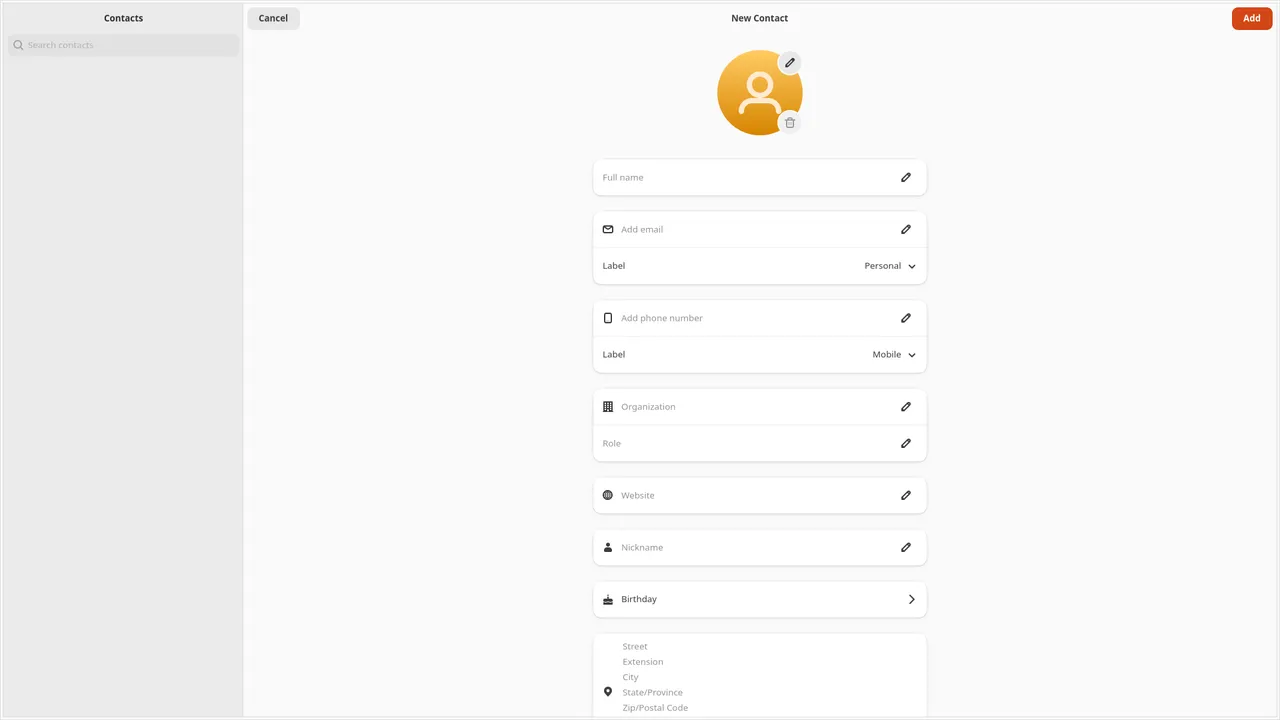 Contacts
Search contacts
Cancel
New Contact
Add
Full name
Add email
Label
Personal
Add phone number
Label
Mobile
Organization
Role
Website
Nickname
Birthday
Street
Extension
City
State/Province
Zip/Postal Code